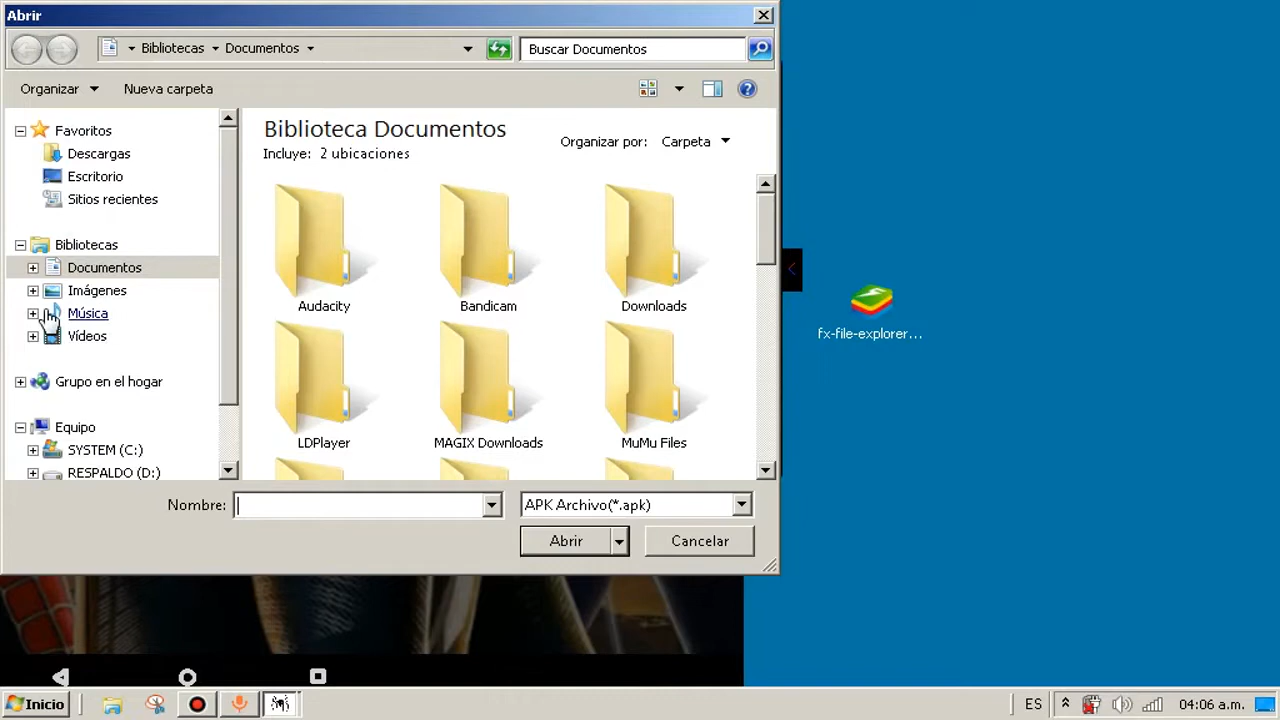 Abrir
Bibliotecas Documentos
Buscar Documentos
Organizar Nueva carpeta
Favoritos
Descargas
Escritorio
Sitios recientes
Bibliotecas
Documentos
Imágenes
Música
Vídeos
Grupo en el hogar
Equipo
SYSTEM (C:)
RESPALDO (D:)
Biblioteca Documentos
Incluye: 2 ubicaciones
Organizar por: Carpeta
Audacity
Bandicam
Downloads
LDPlayer
MAGIX Downloads
MuMu Files
Nombre:
APK Archivo(*.apk)
Abrir
Cancelar
fx-file-explorer...
Inicio
ES
04:06 a.m.